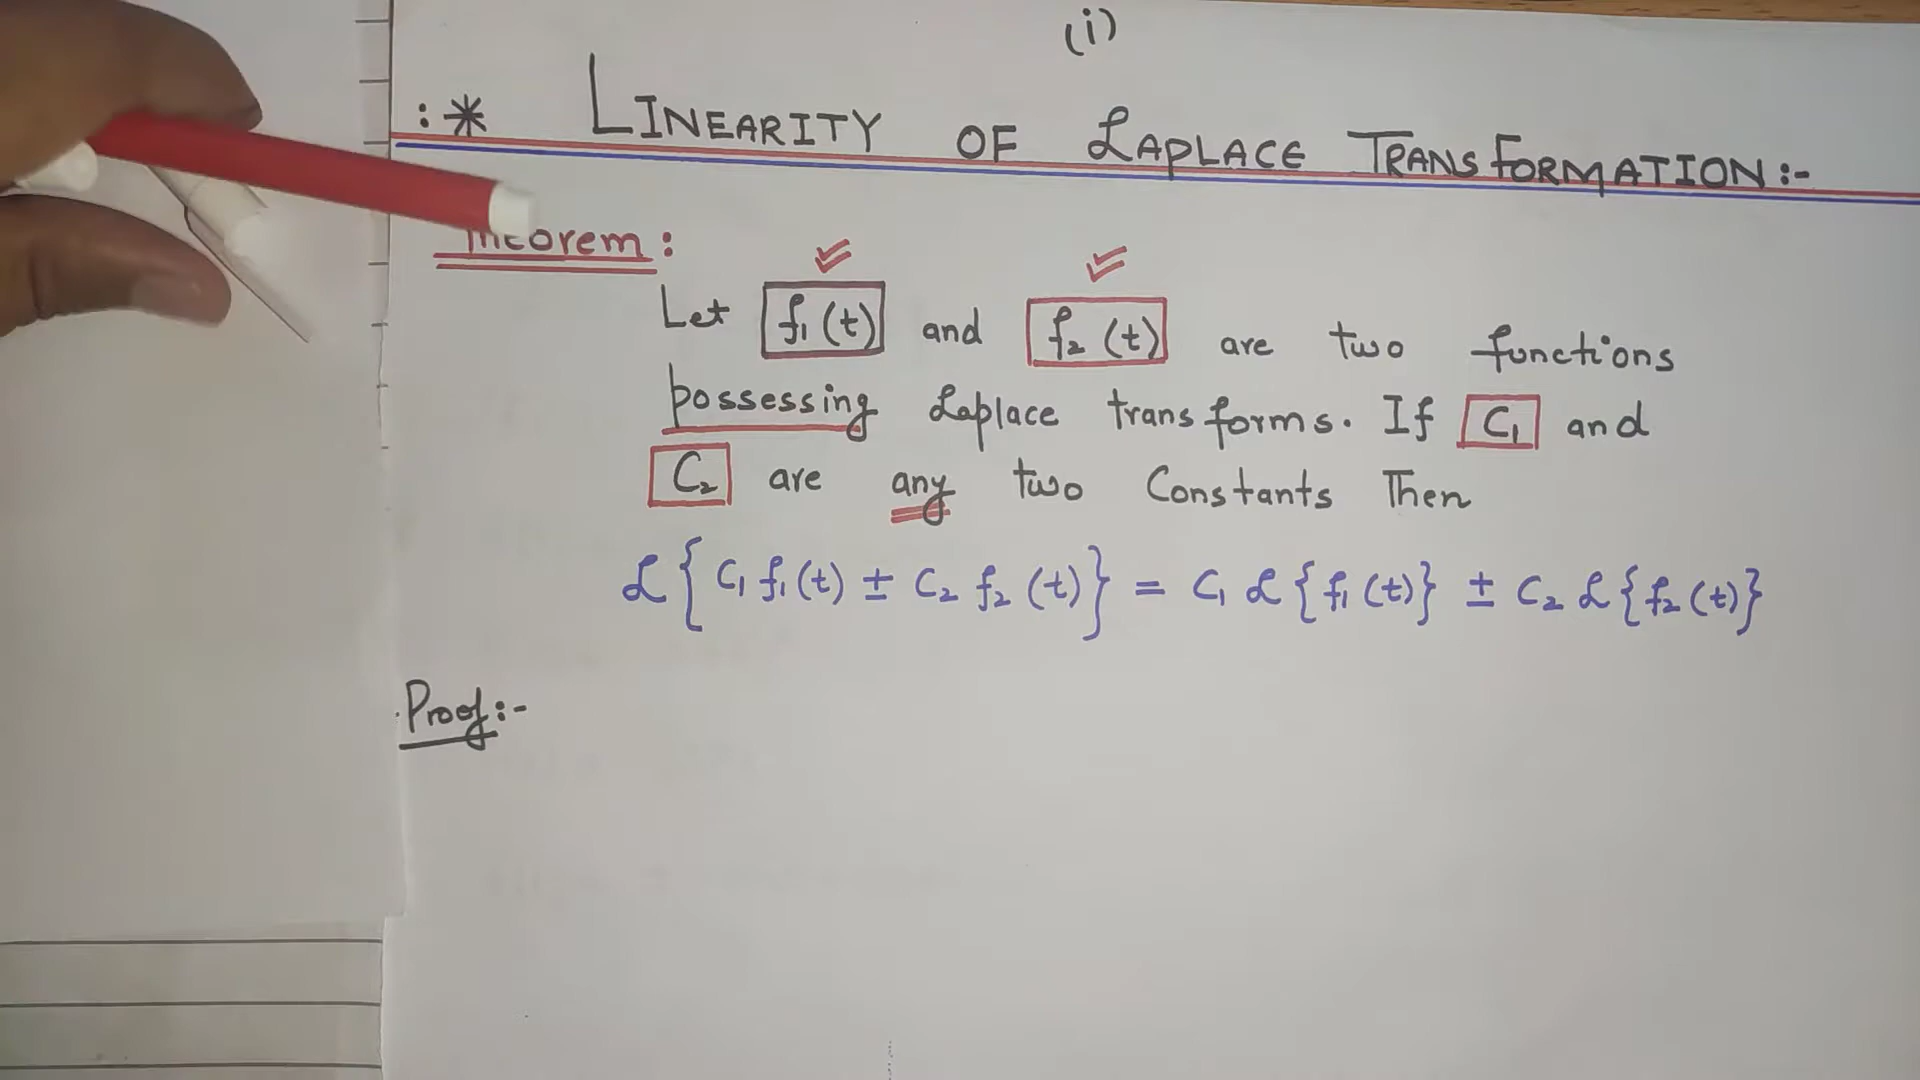 (i)
:* LINEARITY OF LAPLACE TRANSFORMATION:-
Theorem:
Let f₁(t) and f₂(t) are two functions
possessing Laplace transforms. If C₁ and
C₂ are any two Constants Then
ℒ{C₁ f₁(t) ± C₂ f₂(t)} = C₁ ℒ{f₁(t)} ± C₂ ℒ{f₂(t)}
Proof:-